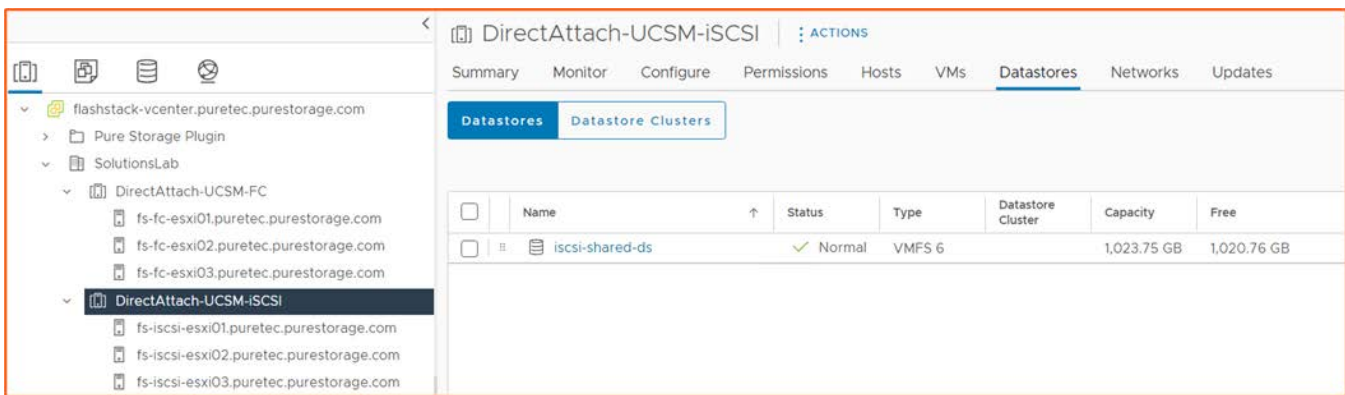 DirectAttach-UCSM-iSCSI ACTIONS
Summary Monitor Configure Permissions Hosts VMs Datastores Networks Updates
flashstack-vcenter.puretec.purestorage.com
Pure Storage Plugin
SolutionsLab
DirectAttach-UCSM-FC
fs-fc-esxi01.puretec.purestorage.com
fs-fc-esxi02.puretec.purestorage.com
fs-fc-esxi03.puretec.purestorage.com
DirectAttach-UCSM-iSCSI
fs-iscsi-esxi01.puretec.purestorage.com
fs-iscsi-esxi02.puretec.purestorage.com
fs-iscsi-esxi03.puretec.purestorage.com
Datastores Datastore Clusters
Name Status Type Datastore Cluster Capacity Free
iscsi-shared-ds Normal VMFS 6 1,023.75 GB 1,020.76 GB